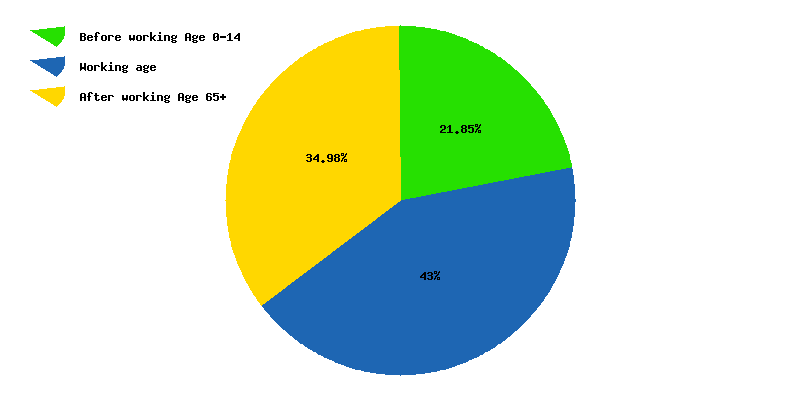 Before working Age 0-14
Working age
After working Age 65+
21.85%
34.98%
43%